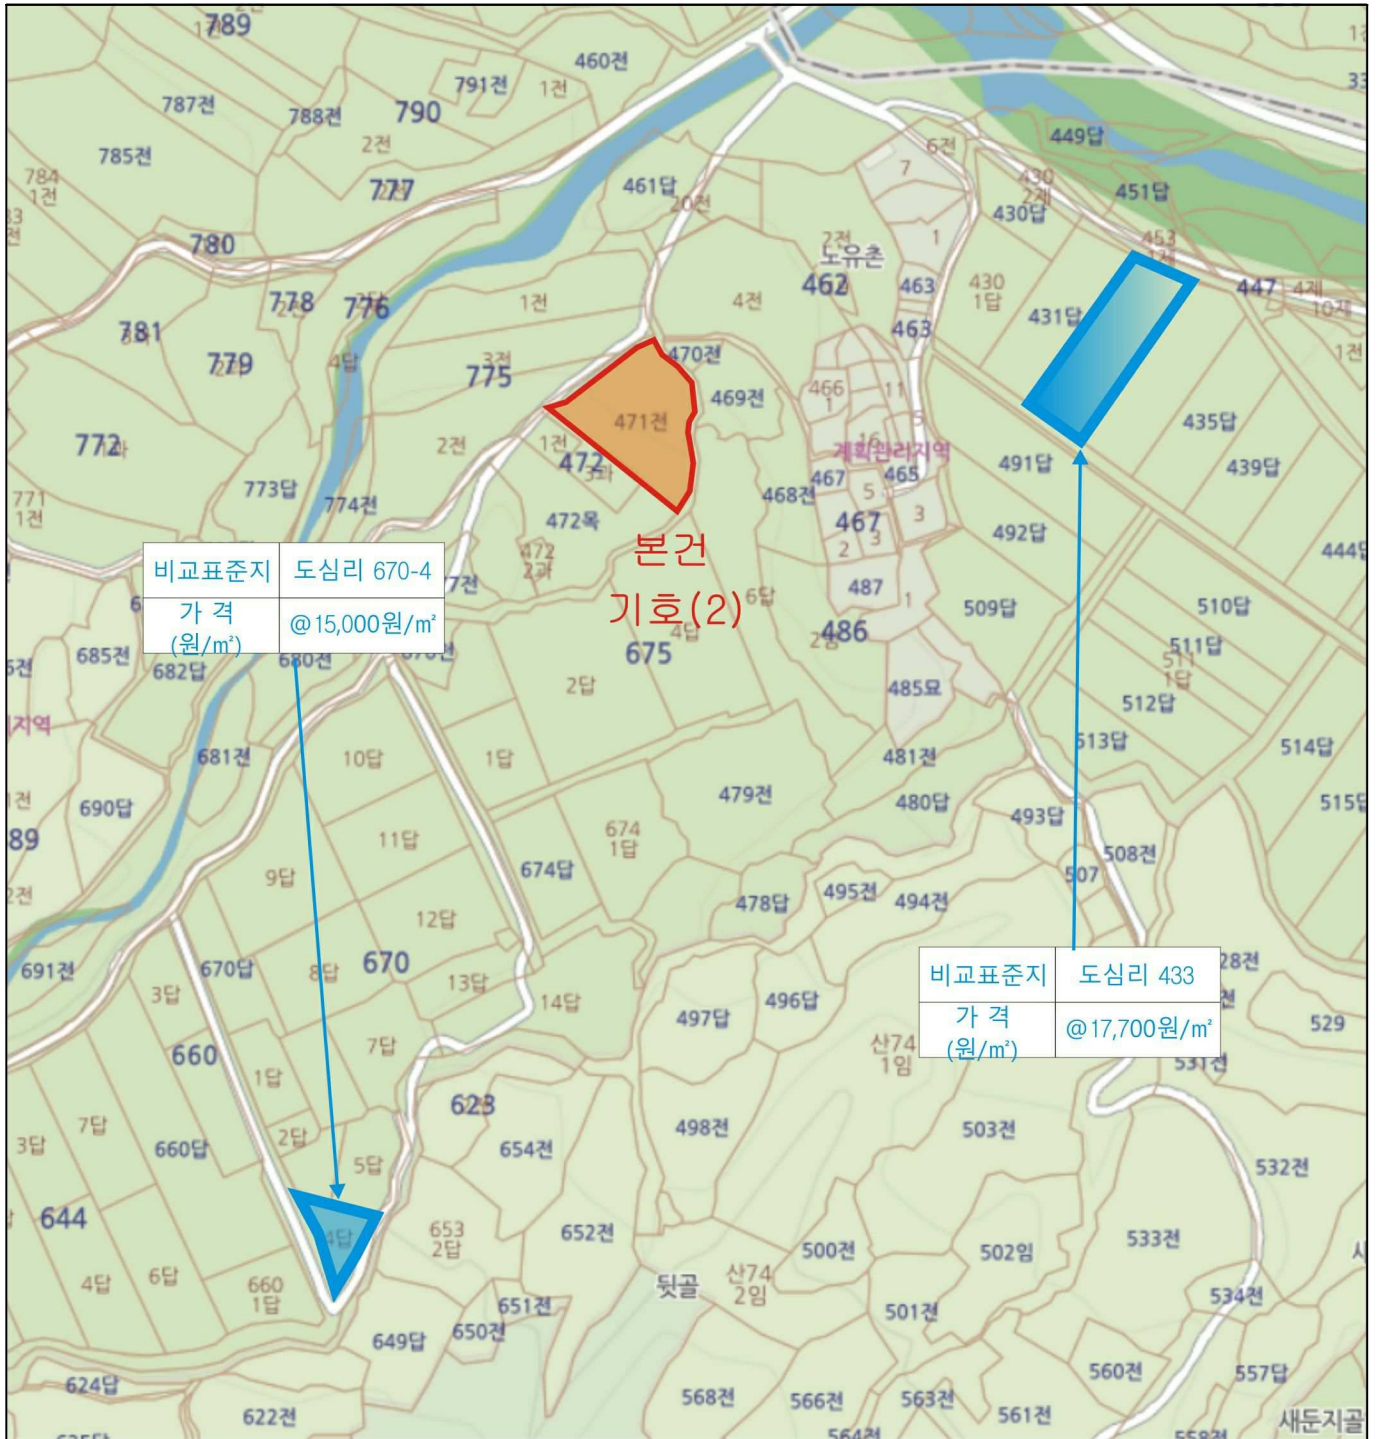 789
787전
788전
790
791전
460전
1전
2전
785전
784
1전
777
780
461답
20전
6전
7
449답
451답
430
2제
430답
453
1
2전
노유촌
462
463
430
1답
431답
447
4제
10제
1전
778
776
781
779
4답
1전
4전
775
3전
470전
469전
471전
463
466
1
11
5
435답
439답
772
2전
1전
472
3과
472목
계획관리지역
467
465
468전
5
467
3
2
3
491답
492답
444답
771
1전
773답
774전
472
2과
본건
기호(2)
비교표준지 도심리 670-4
가 격
(원/㎡)
@15,000원/㎡
685전
682답
680전
675
4답
6답
487
1
486
509답
510답
511답
511
1답
512답
513답
514답
485묘
681전
10답
2답
1답
481전
479전
480답
690답
11답
674
1답
674답
493답
507
508전
515답
9답
12답
478답
495전
494전
691전
670답
8답
670
13답
14답
3답
496답
497답
비교표준지 도심리 433
가 격
(원/㎡)
@17,700원/㎡
산74
1임
529
531전
660
7답
1답
2답
5답
623
654전
498전
503전
532전
3답
7답
660답
644
4답
653
2답
652전
500전
502임
533전
4답
6답
660
1답
뒷골
산74
2임
651전
650전
649답
501전
534전
624답
622전
568전
566전
563전
561전
560전
557답
새둔지골